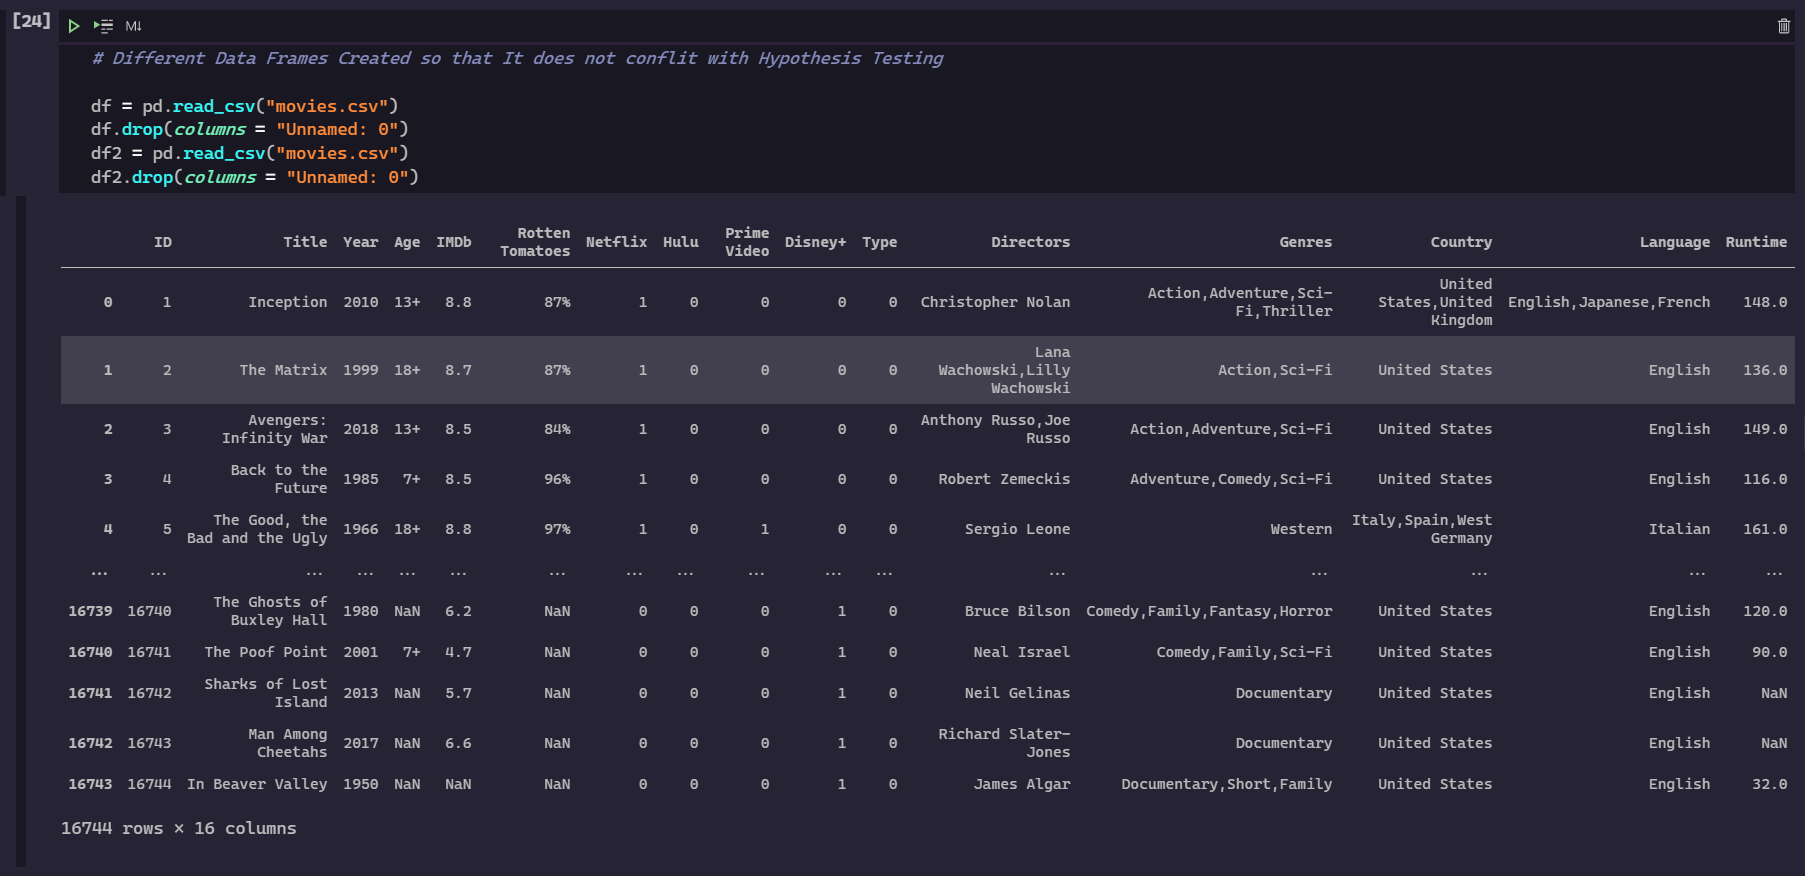 [24]
M↓
# Different Data Frames Created so that It does not conflit with Hypothesis Testing
df = pd.read_csv("movies.csv")
df.drop(columns = "Unnamed: 0")
df2 = pd.read_csv("movies.csv")
df2.drop(columns = "Unnamed: 0")
ID Title Year Age IMDb Rotten Tomatoes Netflix Hulu Prime Video Disney+ Type Directors Genres Country Language Runtime
0 1 Inception 2010 13+ 8.8 87% 1 0 0 0 0 Christopher Nolan Action,Adventure,Sci-Fi,Thriller United States,United Kingdom English,Japanese,French 148.0
1 2 The Matrix 1999 18+ 8.7 87% 1 0 0 0 0 Lana Wachowski,Lilly Wachowski Action,Sci-Fi United States English 136.0
2 3 Avengers: Infinity War 2018 13+ 8.5 84% 1 0 0 0 0 Anthony Russo,Joe Russo Action,Adventure,Sci-Fi United States English 149.0
3 4 Back to the Future 1985 7+ 8.5 96% 1 0 0 0 0 Robert Zemeckis Adventure,Comedy,Sci-Fi United States English 116.0
4 5 The Good, the Bad and the Ugly 1966 18+ 8.8 97% 1 0 1 0 0 Sergio Leone Western Italy,Spain,West Germany Italian 161.0
... ... ... ... ... ... ... ... ... ... ... ... ... ... ... ... ...
16739 16740 The Ghosts of Buxley Hall 1980 NaN 6.2 NaN 0 0 0 1 0 Bruce Bilson Comedy,Family,Fantasy,Horror United States English 120.0
16740 16741 The Poof Point 2001 7+ 4.7 NaN 0 0 0 1 0 Neal Israel Comedy,Family,Sci-Fi United States English 90.0
16741 16742 Sharks of Lost Island 2013 NaN 5.7 NaN 0 0 0 1 0 Neil Gelinas Documentary United States English NaN
16742 16743 Man Among Cheetahs 2017 NaN 6.6 NaN 0 0 0 1 0 Richard Slater-Jones Documentary United States English NaN
16743 16744 In Beaver Valley 1950 NaN NaN NaN 0 0 0 1 0 James Algar Documentary,Short,Family United States English 32.0
16744 rows × 16 columns